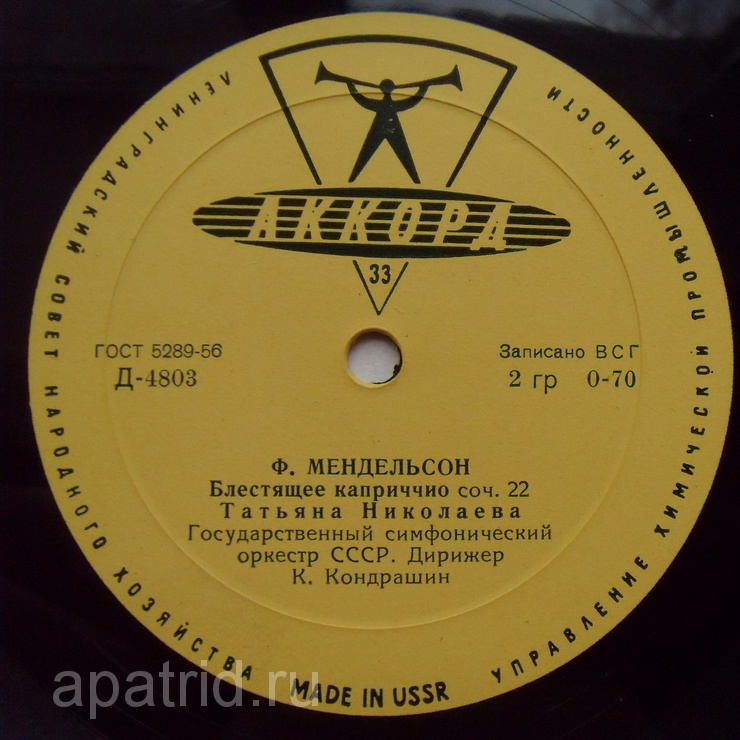 ЛЕНИНГРАДСКИЙ СОВЕТ НАРОДНОГО ХОЗЯЙСТВА
УПРАВЛЕНИЕ ХИМИЧЕСКОЙ ПРОМЫШЛЕННОСТИ
АККОРД
33
ГОСТ 5289-56
Д-4803
Записано ВСГ
2 гр 0-70
Ф. МЕНДЕЛЬСОН
Блестящее каприччио соч. 22
Татьяна Николаева
Государственный симфонический
оркестр СССР. Дирижер
К. Кондрашин
MADE IN USSR
apatrid.ru